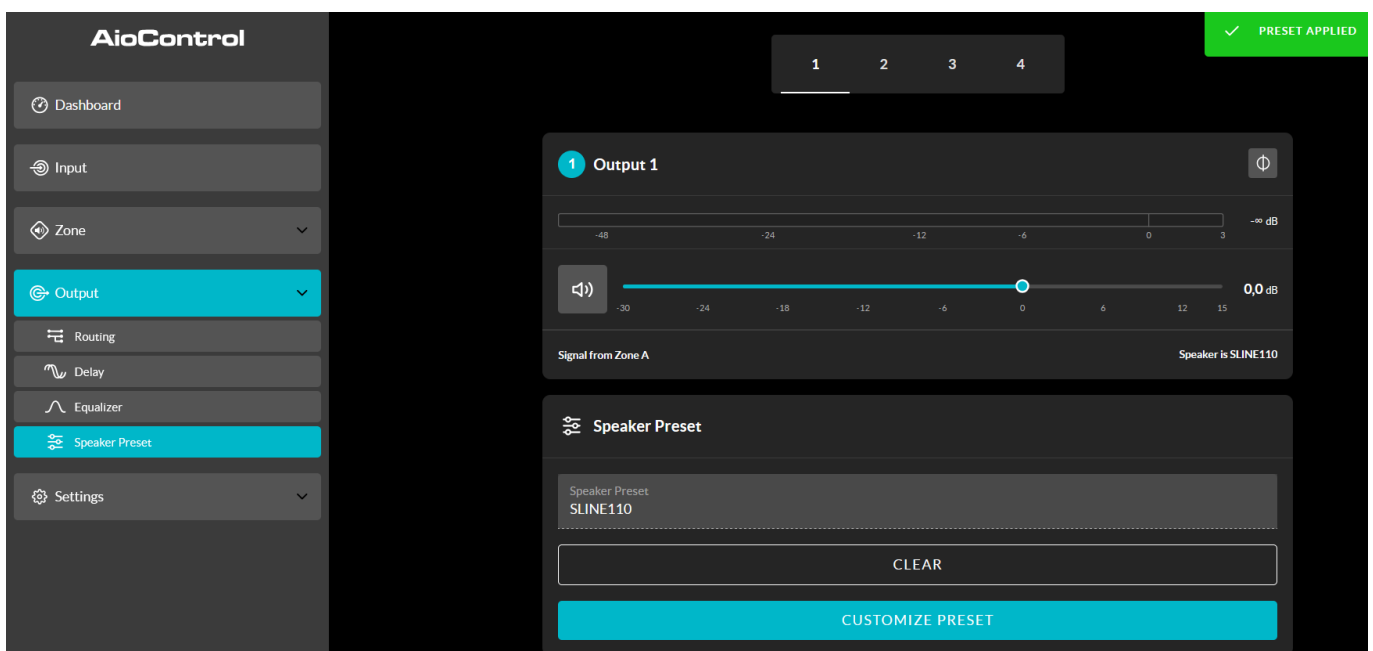 AioControl
PRESET APPLIED
1 2 3 4
Dashboard
Input
Zone
Output
Routing
Delay
Equalizer
Speaker Preset
Settings
1 Output 1
-∞ dB
-48 -24 -12 -6 0 3
0,0 dB
-30 -24 -18 -12 -6 0 6 12 15
Signal from Zone A Speaker is SLINE110
Speaker Preset
Speaker Preset
SLINE110
CLEAR
CUSTOMIZE PRESET